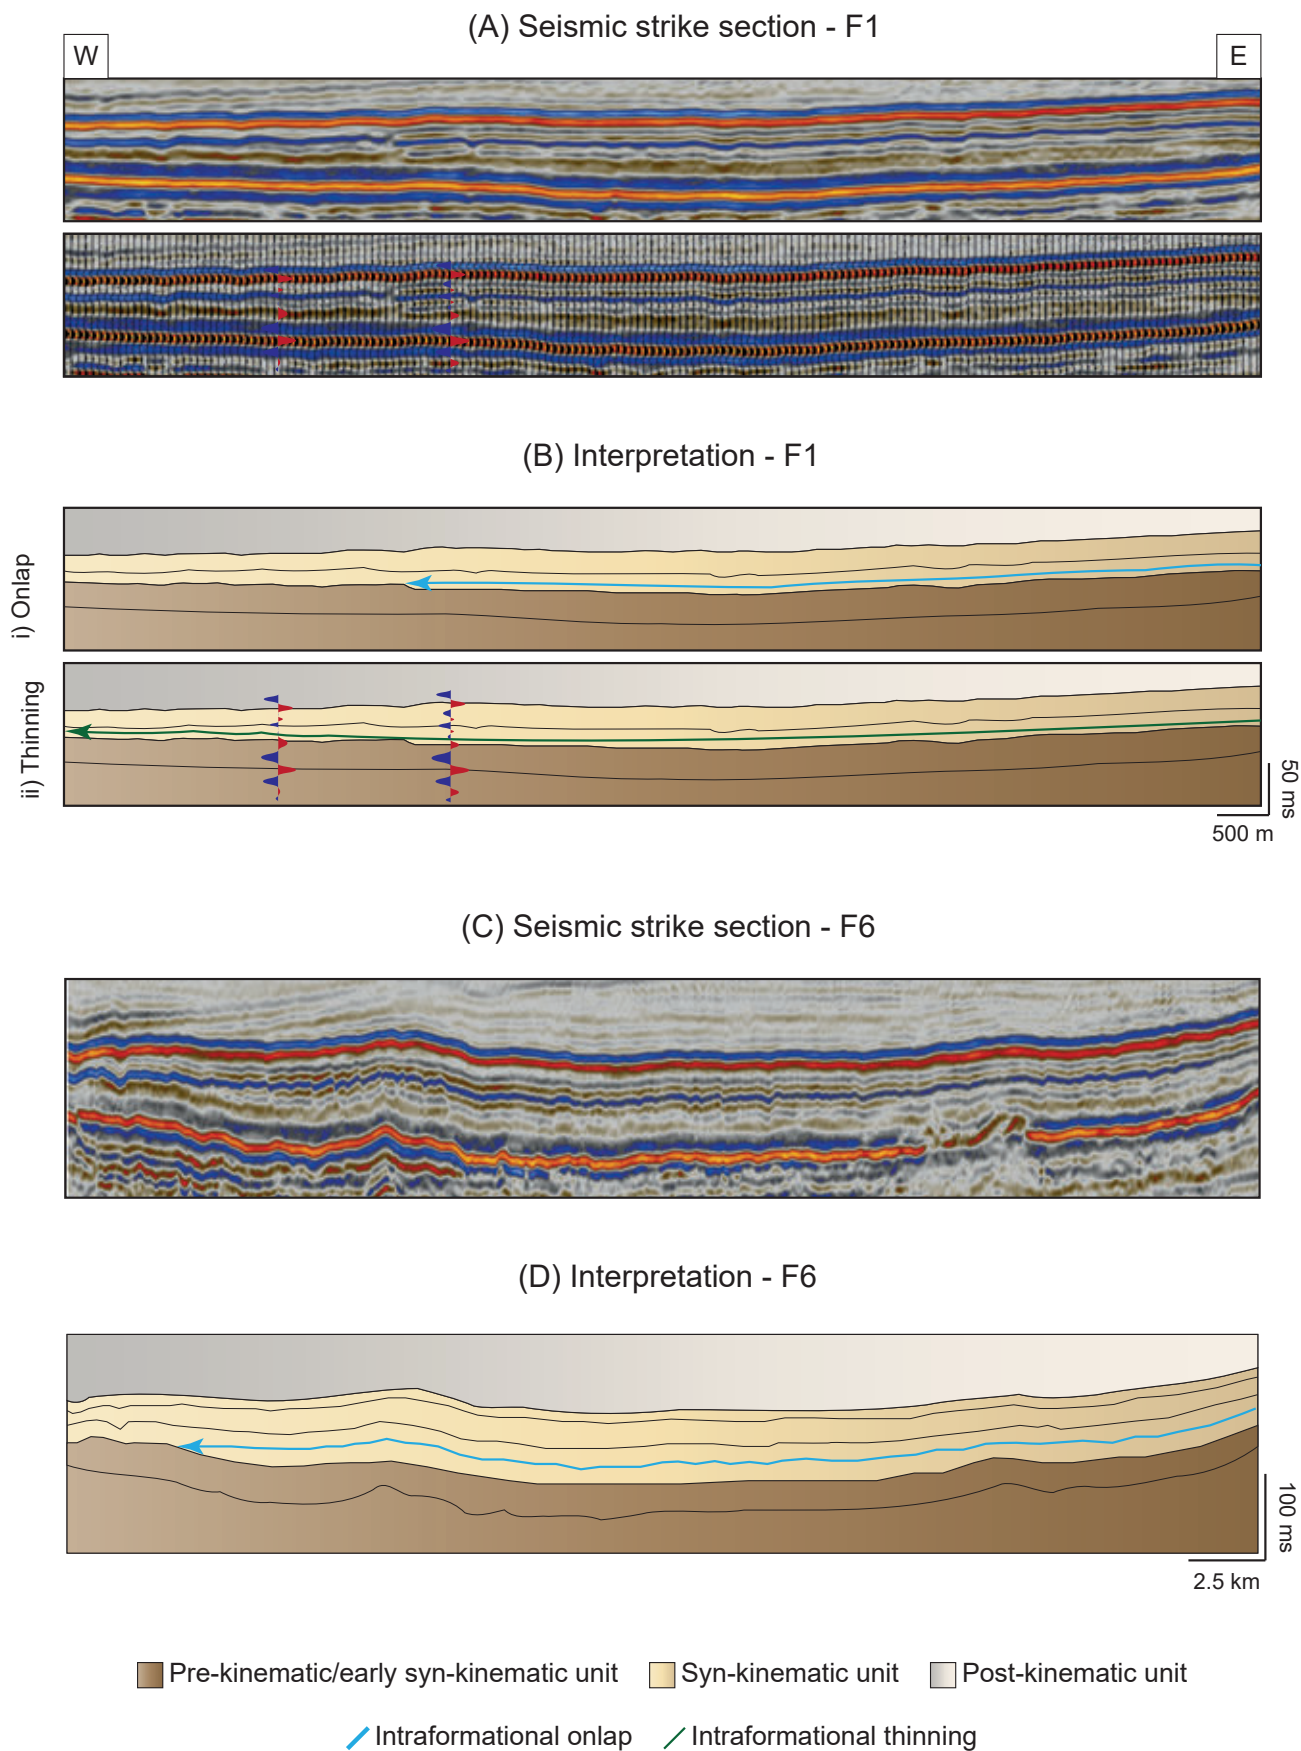 (A) Seismic strike section - F1
W
E
(B) Interpretation - F1
i) Onlap
ii) Thinning
50 ms
500 m
(C) Seismic strike section - F6
(D) Interpretation - F6
100 ms
2.5 km
Pre-kinematic/early syn-kinematic unit
Syn-kinematic unit
Post-kinematic unit
Intraformational onlap
Intraformational thinning